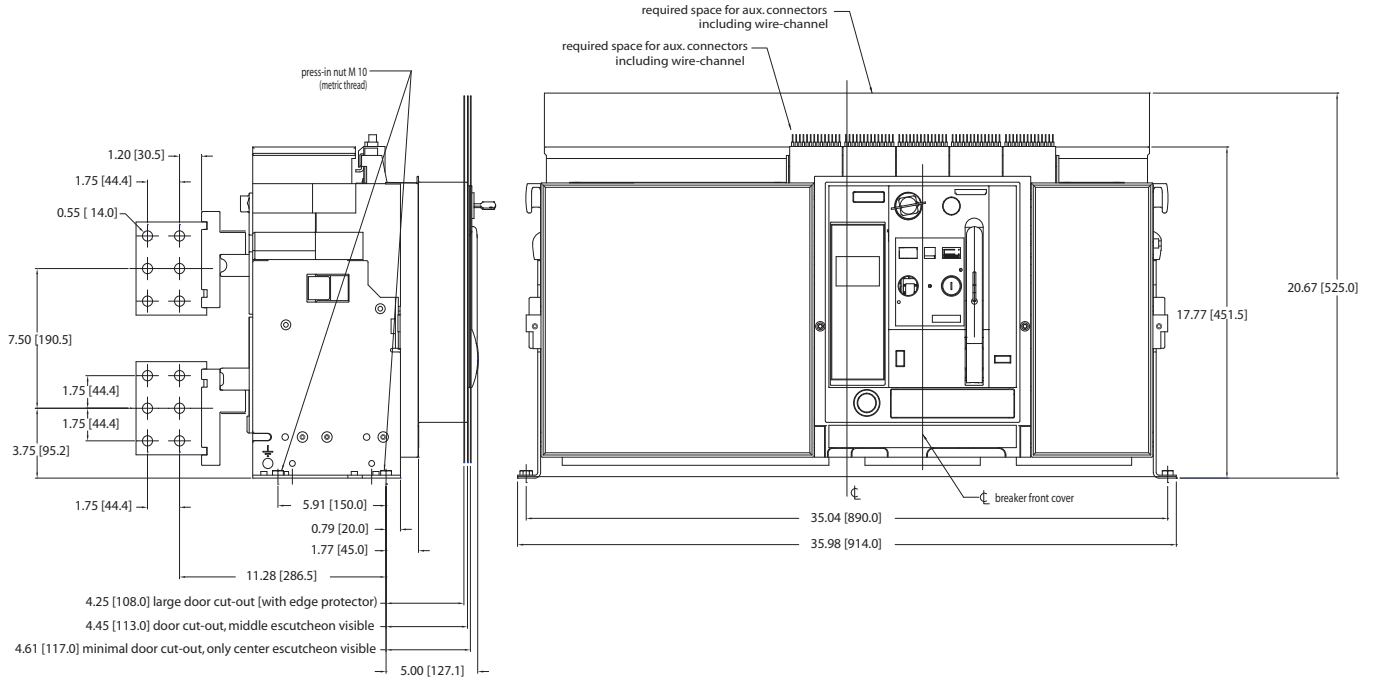 required space for aux. connectors
including wire-channel
required space for aux. connectors
including wire-channel
press-in nut M 10
(metric thread)
1.20 [30.5]
1.75 [44.4]
0.55 [ 14.0]
7.50 [190.5]
1.75 [44.4]
1.75 [44.4]
3.75 [95.2]
1.75 [44.4]
5.91 [150.0]
0.79 [20.0]
1.77 [45.0]
11.28 [286.5]
4.25 [108.0] large door cut-out [with edge protector)
4.45 [113.0] door cut-out, middle escutcheon visible
4.61 [117.0] minimal door cut-out, only center escutcheon visible
5.00 [127.1]
20.67 [525.0]
17.77 [451.5]
℄
℄ breaker front cover
35.04 [890.0]
35.98 [914.0]